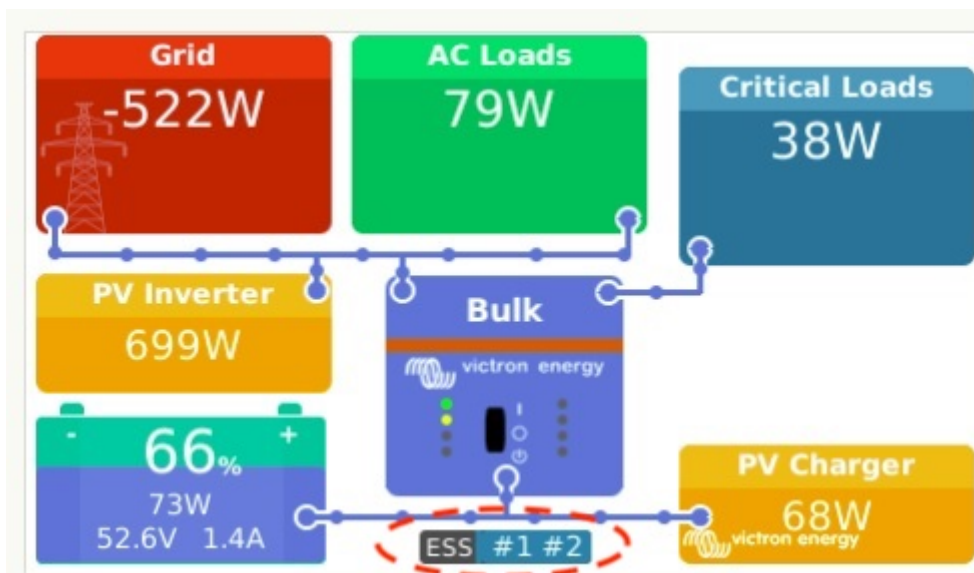 Grid
-522W
AC Loads
79W
Critical Loads
38W
PV Inverter
699W
Bulk
victron energy
- +
66%
73W
52.6V 1.4A
ESS #1 #2
PV Charger
68W
victron energy